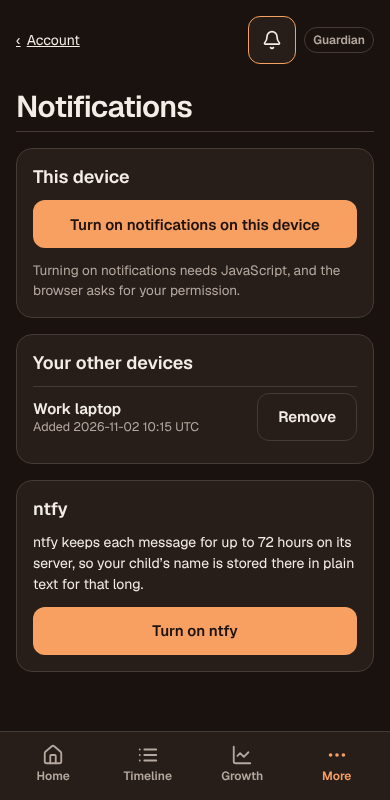 ‹ Account
Guardian
Notifications
This device
Turn on notifications on this device
Turning on notifications needs JavaScript, and the
browser asks for your permission.
Your other devices
Work laptop
Added 2026-11-02 10:15 UTC
Remove
ntfy
ntfy keeps each message for up to 72 hours on its
server, so your child’s name is stored there in plain
text for that long.
Turn on ntfy
Home
Timeline
Growth
More